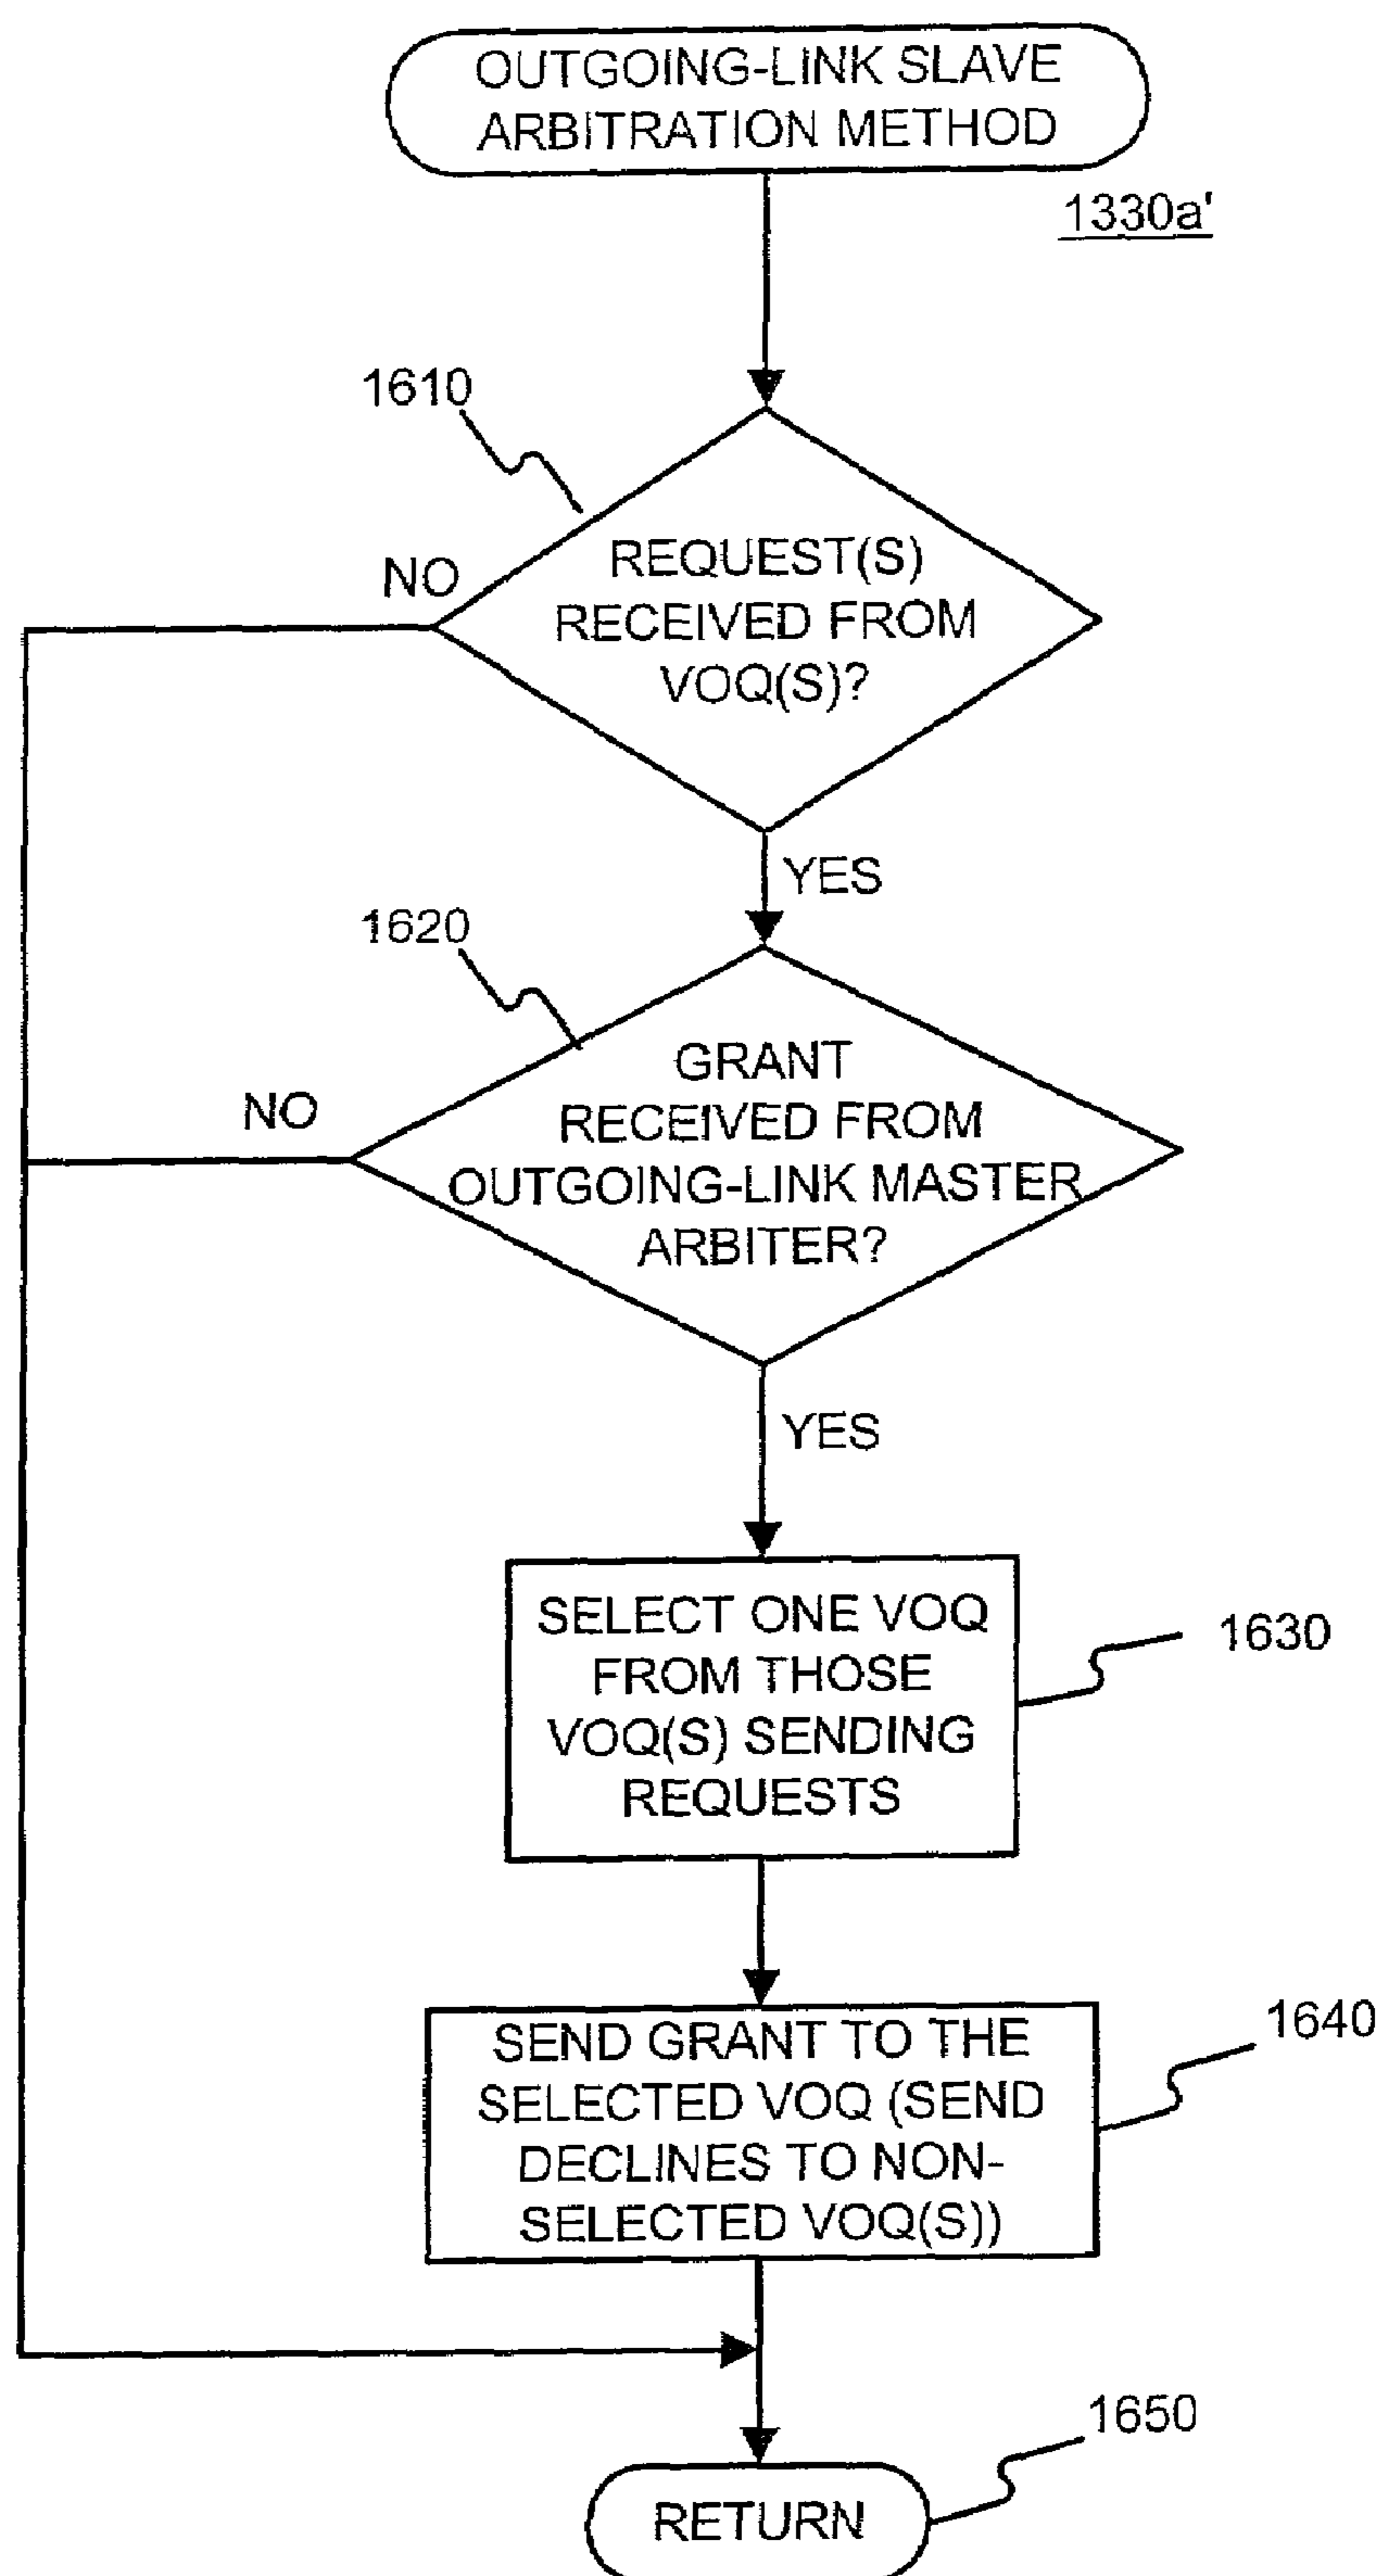 OUTGOING-LINK SLAVE
ARBITRATION METHOD
1330a'
1610
NO
REQUEST(S)
RECEIVED FROM
VOQ(S)?
YES
1620
NO
GRANT
RECEIVED FROM
OUTGOING-LINK MASTER
ARBITER?
YES
SELECT ONE VOQ
FROM THOSE
VOQ(S) SENDING
REQUESTS
1630
SEND GRANT TO THE
SELECTED VOQ (SEND
DECLINES TO NON-
SELECTED VOQ(S))
1640
1650
RETURN